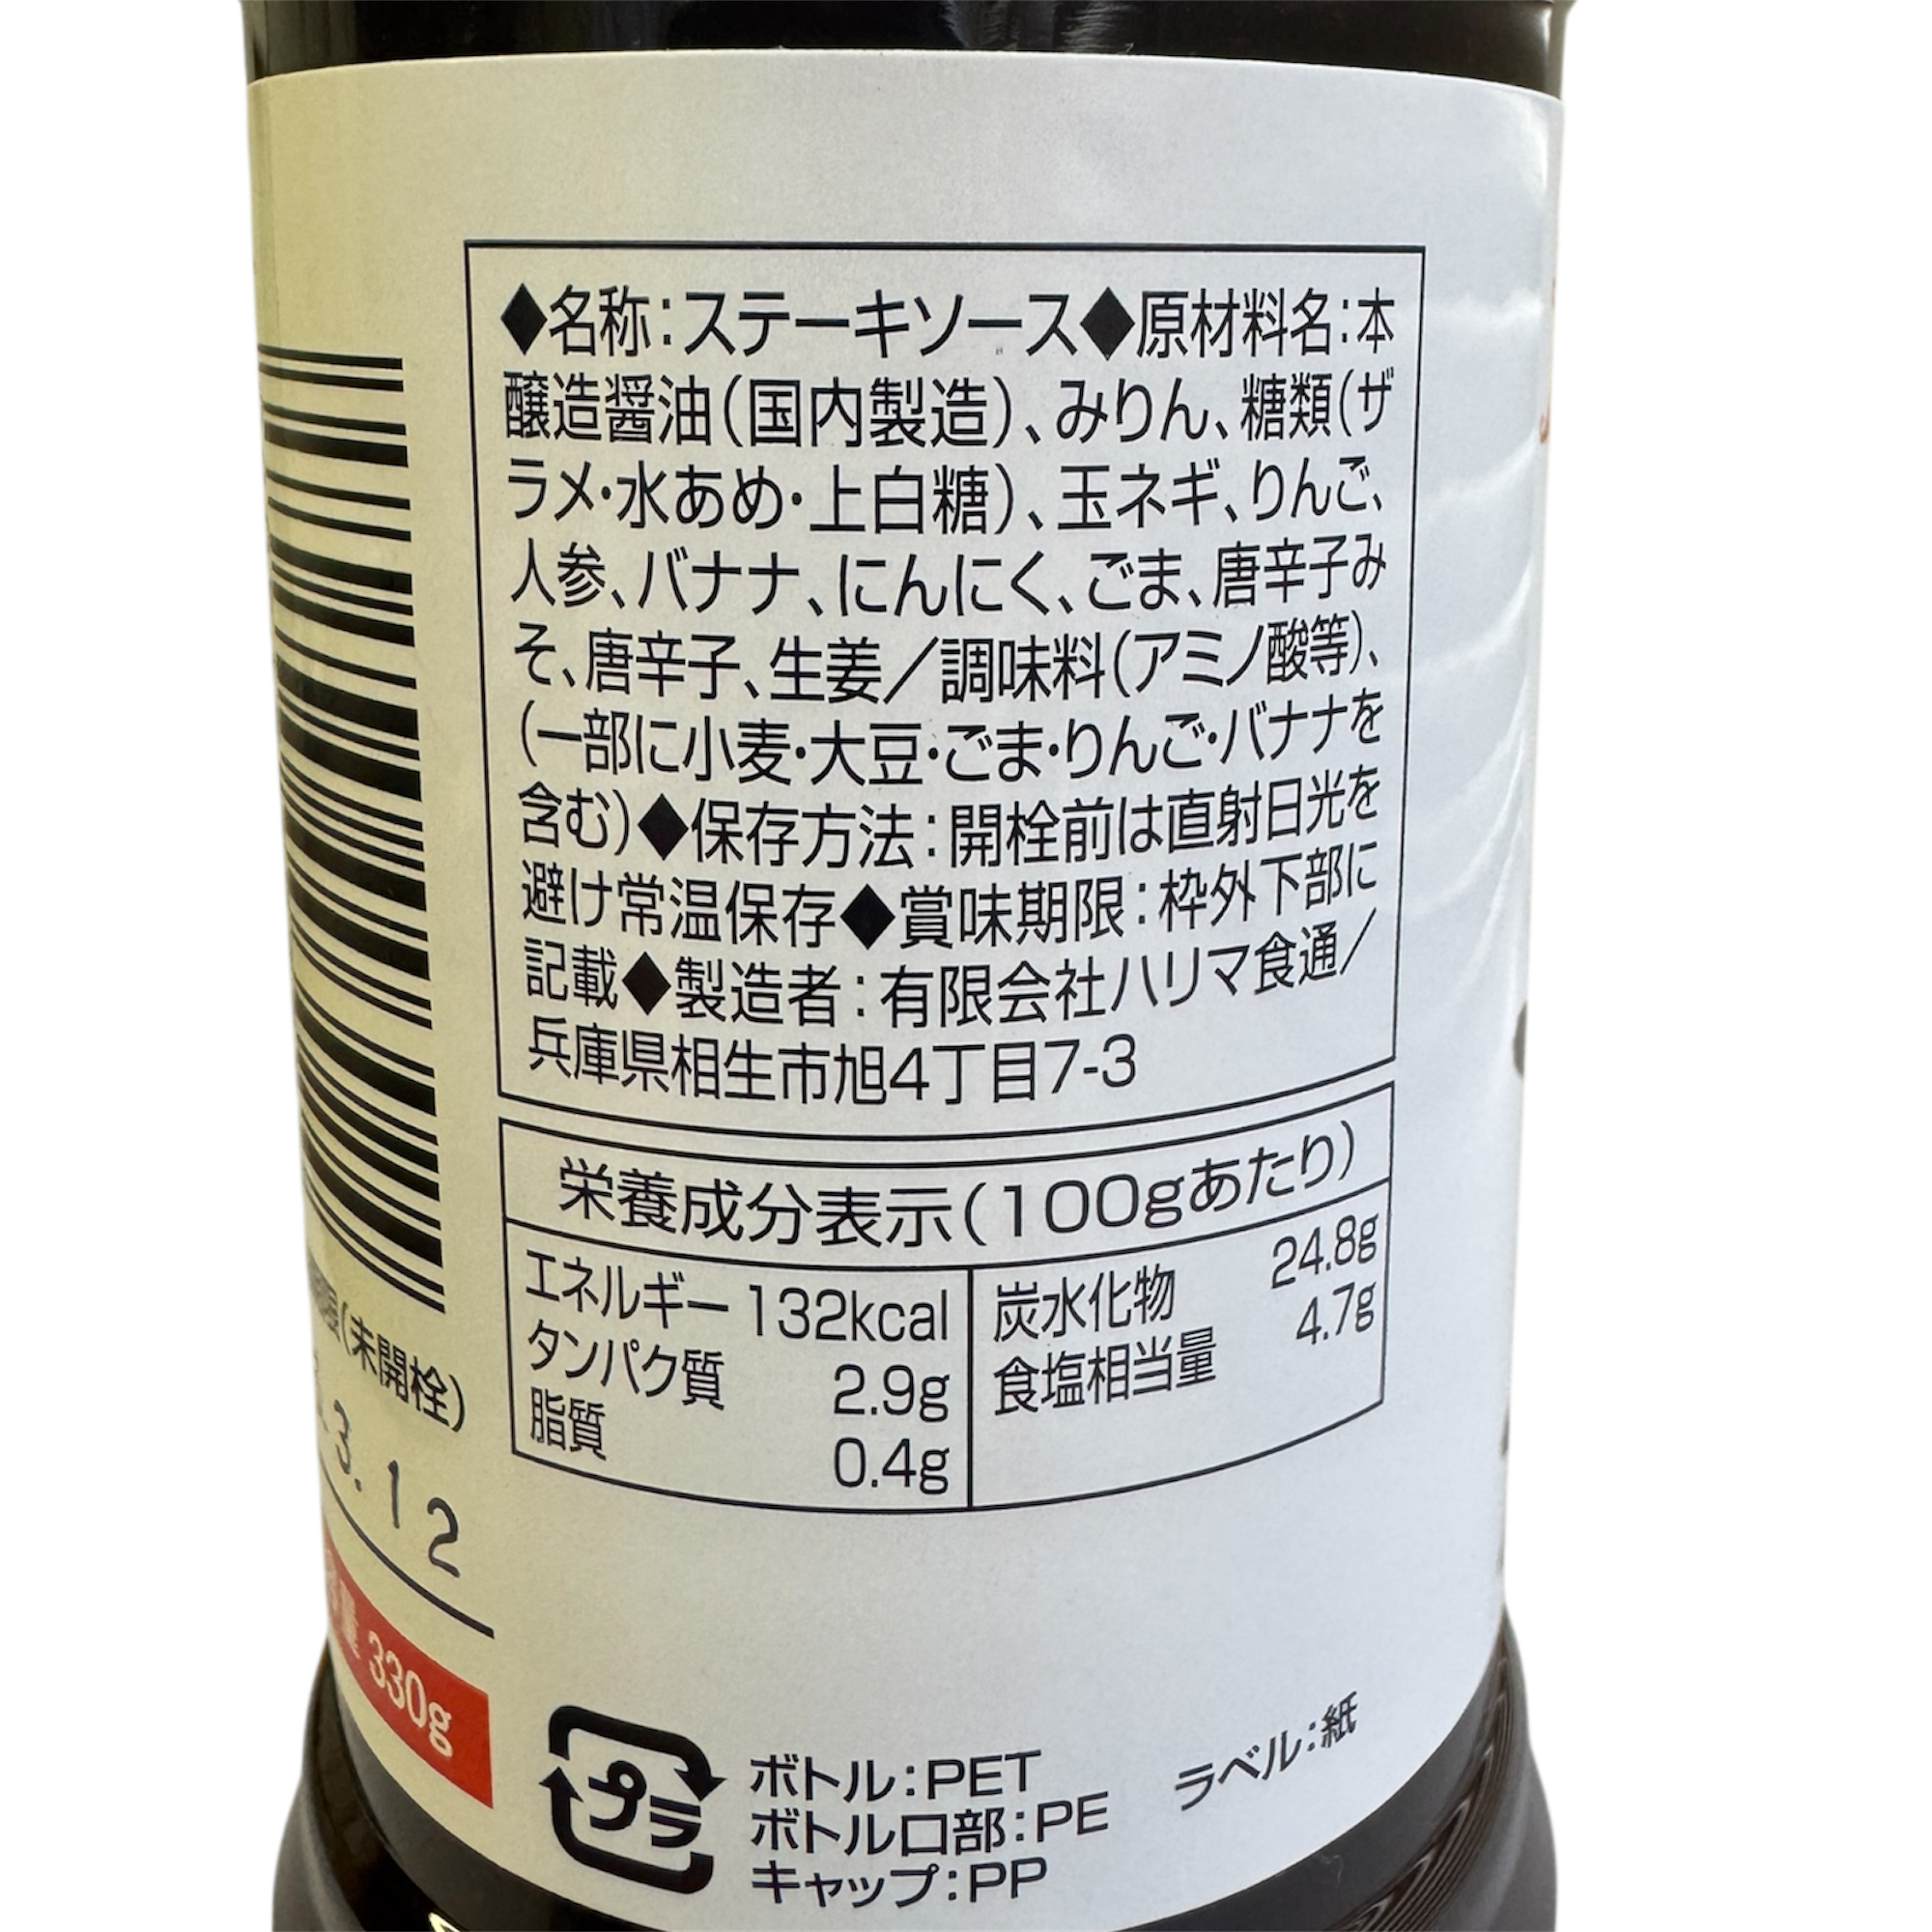 ◆名称:ステーキソース◆原材料名:本
醸造醤油(国内製造)、みりん、糖類(ザ
ラメ・水あめ・上白糖)、玉ネギ、りんご、
人参、バナナ、にんにく、ごま、唐辛子み
そ、唐辛子、生姜/調味料(アミノ酸等)、
(一部に小麦・大豆・ごま・りんご・バナナを
含む)◆保存方法:開栓前は直射日光を
避け常温保存◆賞味期限:枠外下部に
記載◆製造者:有限会社ハリマ食通/
兵庫県相生市旭4丁目7-3
栄養成分表示(100gあたり)
エネルギー 132kcal
タンパク質 2.9g
脂質 0.4g
炭水化物 24.8g
食塩相当量 4.7g
(未開栓)
3.12
量 330g
プラ
ボトル:PET
ボトル口部:PE
キャップ:PP
ラベル:紙